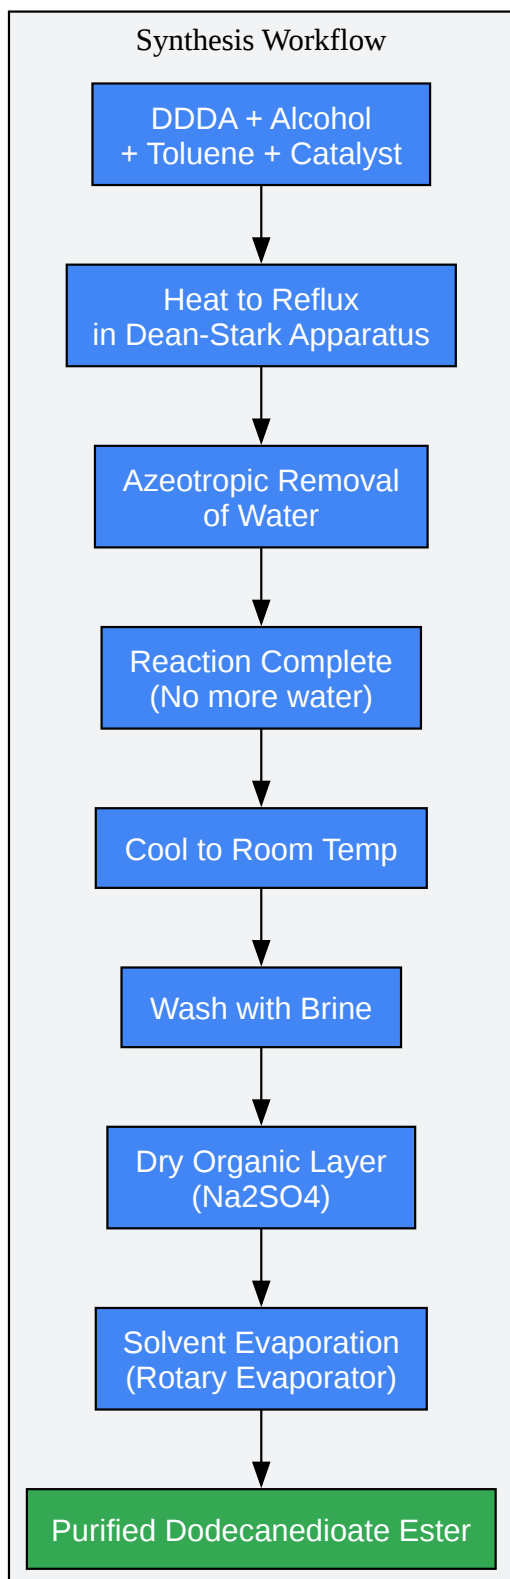 Synthesis Workflow
DDDA + Alcohol
+ Toluene + Catalyst
Heat to Reflux
in Dean-Stark Apparatus
Azeotropic Removal
of Water
Reaction Complete
(No more water)
Cool to Room Temp
Wash with Brine
Dry Organic Layer
(Na2SO4)
Solvent Evaporation
(Rotary Evaporator)
Purified Dodecanedioate Ester